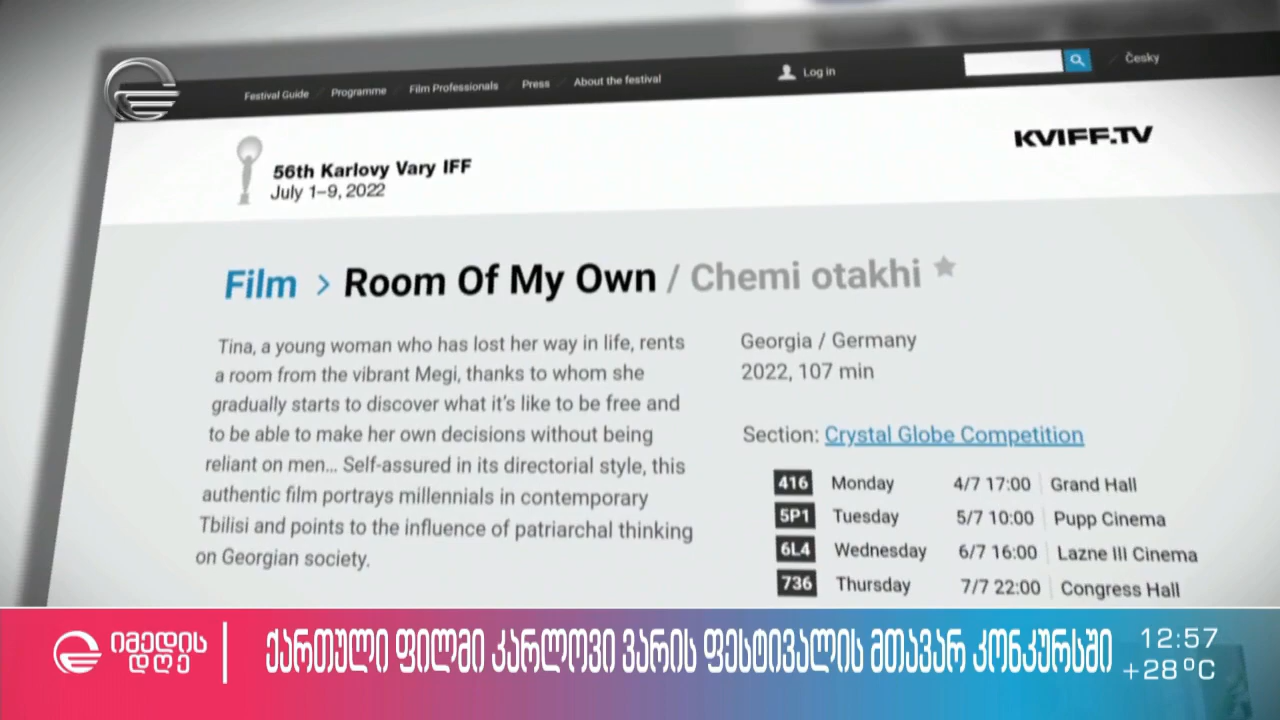 Festival Guide / Programme / Film Professionals / Press / About the festival
Log in
/ Česky
KVIFF.TV
56th Karlovy Vary IFF
July 1–9, 2022
Film > Room Of My Own / Chemi otakhi
Tina, a young woman who has lost her way in life, rents
a room from the vibrant Megi, thanks to whom she
gradually starts to discover what it's like to be free and
to be able to make her own decisions without being
reliant on men... Self-assured in its directorial style, this
authentic film portrays millennials in contemporary
Tbilisi and points to the influence of patriarchal thinking
on Georgian society.
Georgia / Germany
2022, 107 min
Section: Crystal Globe Competition
416 Monday 4/7 17:00 Grand Hall
5P1 Tuesday 5/7 10:00 Pupp Cinema
6L4 Wednesday 6/7 16:00 Lazne III Cinema
736 Thursday 7/7 22:00 Congress Hall
იმედის
დღე
ქართული ფილმი კარლოვი ვარის ფესტივალის მთავარ კონკურსში
12:57
+28°C